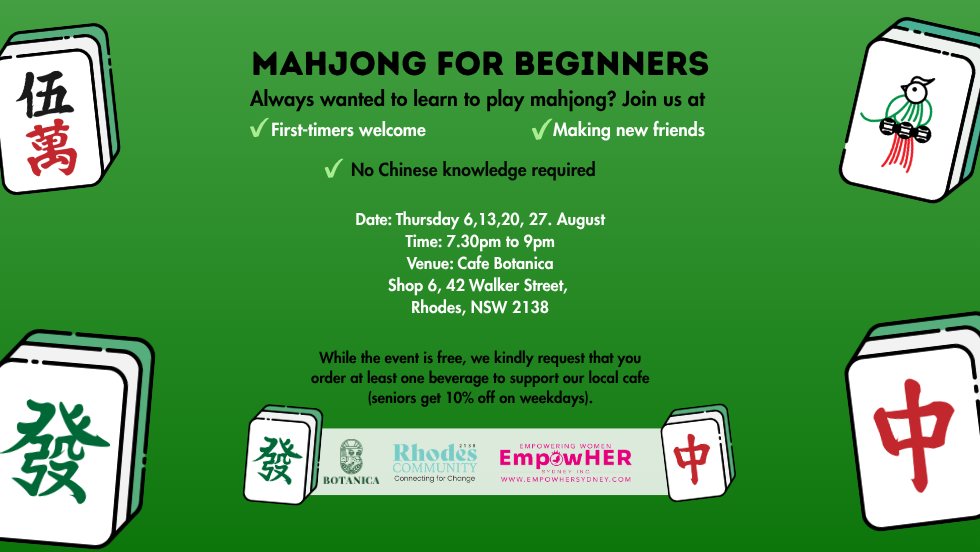 伍
萬
MAHJONG FOR BEGINNERS
Always wanted to learn to play mahjong? Join us at
✓First-timers welcome
✓Making new friends
✓ No Chinese knowledge required
Date: Thursday 6,13,20, 27. August
Time: 7.30pm to 9pm
Venue: Cafe Botanica
Shop 6, 42 Walker Street,
Rhodes, NSW 2138
While the event is free, we kindly request that you
order at least one beverage to support our local cafe
(seniors get 10% off on weekdays).
發
中
發
BOTANICA
2138
Rhodes
COMMUNITY
Connecting for Change
EMPOWERING WOMEN
EmpowHER
SYDNEY INC
WWW.EMPOWHERSYDNEY.COM
中